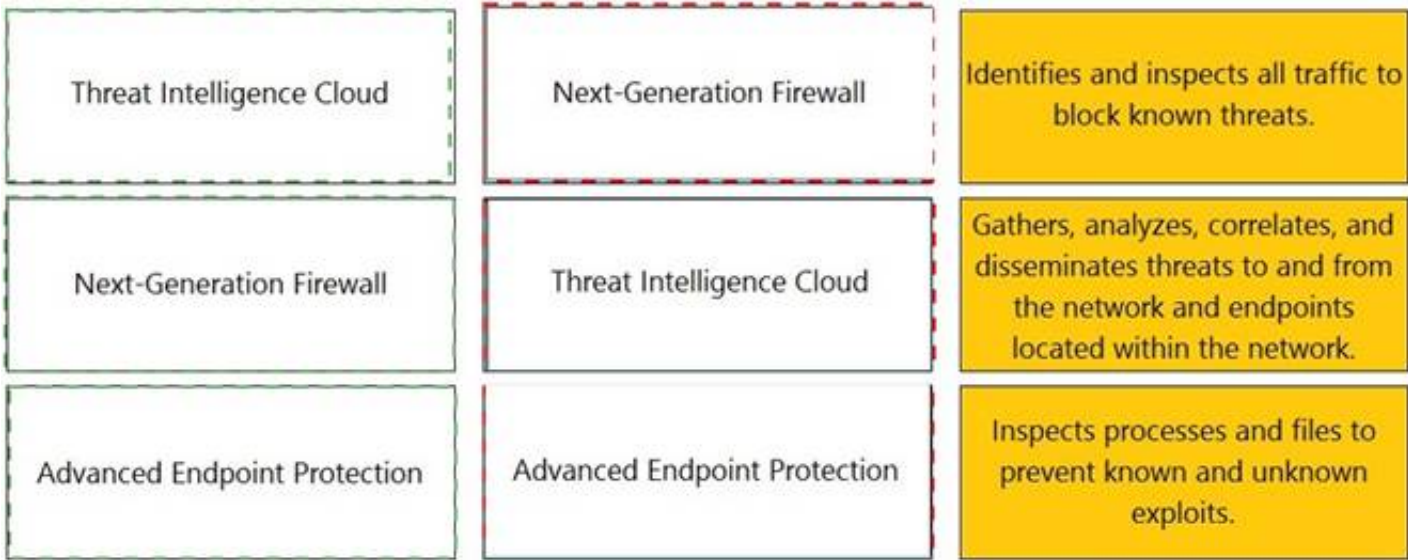 Threat Intelligence Cloud
Next-Generation Firewall
Identifies and inspects all traffic to
block known threats.
Next-Generation Firewall
Threat Intelligence Cloud
Gathers, analyzes, correlates, and
disseminates threats to and from
the network and endpoints
located within the network.
Advanced Endpoint Protection
Advanced Endpoint Protection
Inspects processes and files to
prevent known and unknown
exploits.